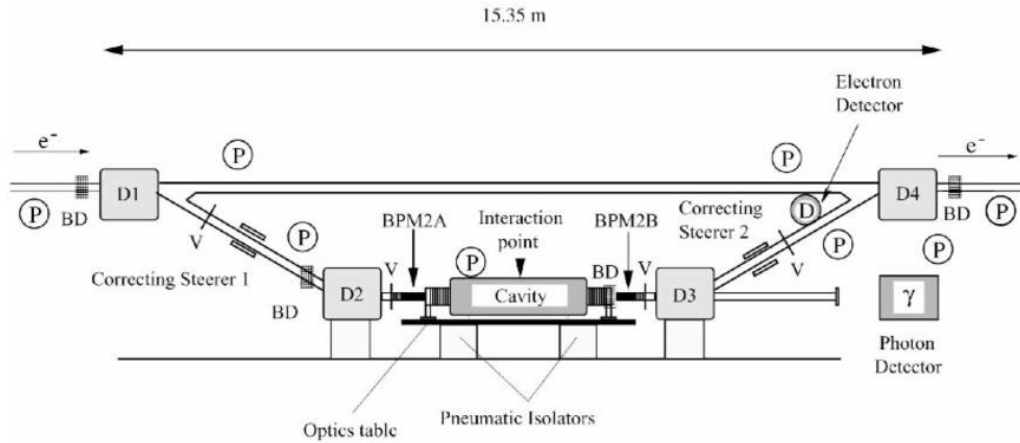 15.35 m
Electron
Detector
e-
e-
P
P
D1
D4
P
BD
BD
P
V
P
BPM2A
Interaction
point
BPM2B
Correcting
Steerer 2
D
P
P
Correcting Steerer 1
V
P
BD
V
V
BD
D2
Cavity
D3
γ
Photon
Detector
Optics table
Pneumatic Isolators